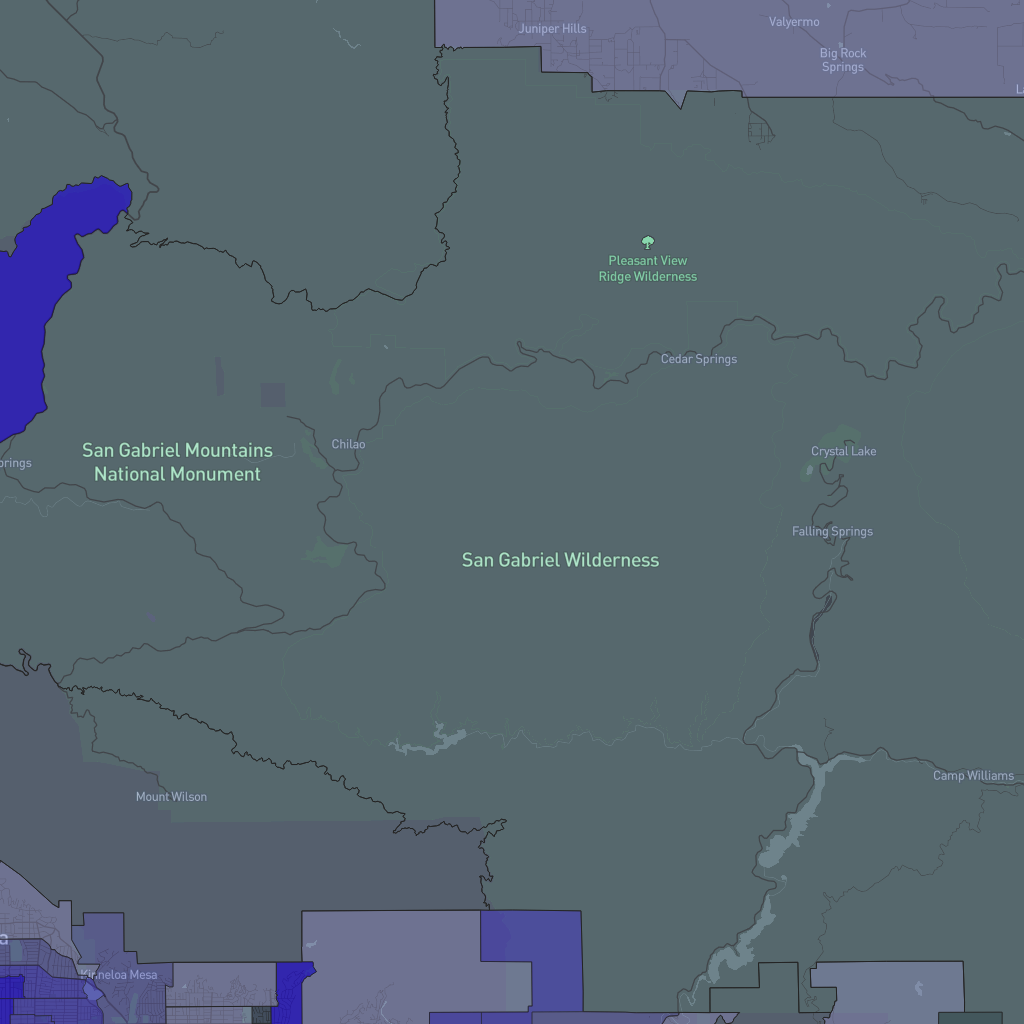 Juniper Hills
Valyermo
Big Rock
Springs
Pleasant View
Ridge Wilderness
Cedar Springs
San Gabriel Mountains
National Monument
Chilao
Crystal Lake
Falling Springs
San Gabriel Wilderness
Camp Williams
Mount Wilson
Kinneloa Mesa